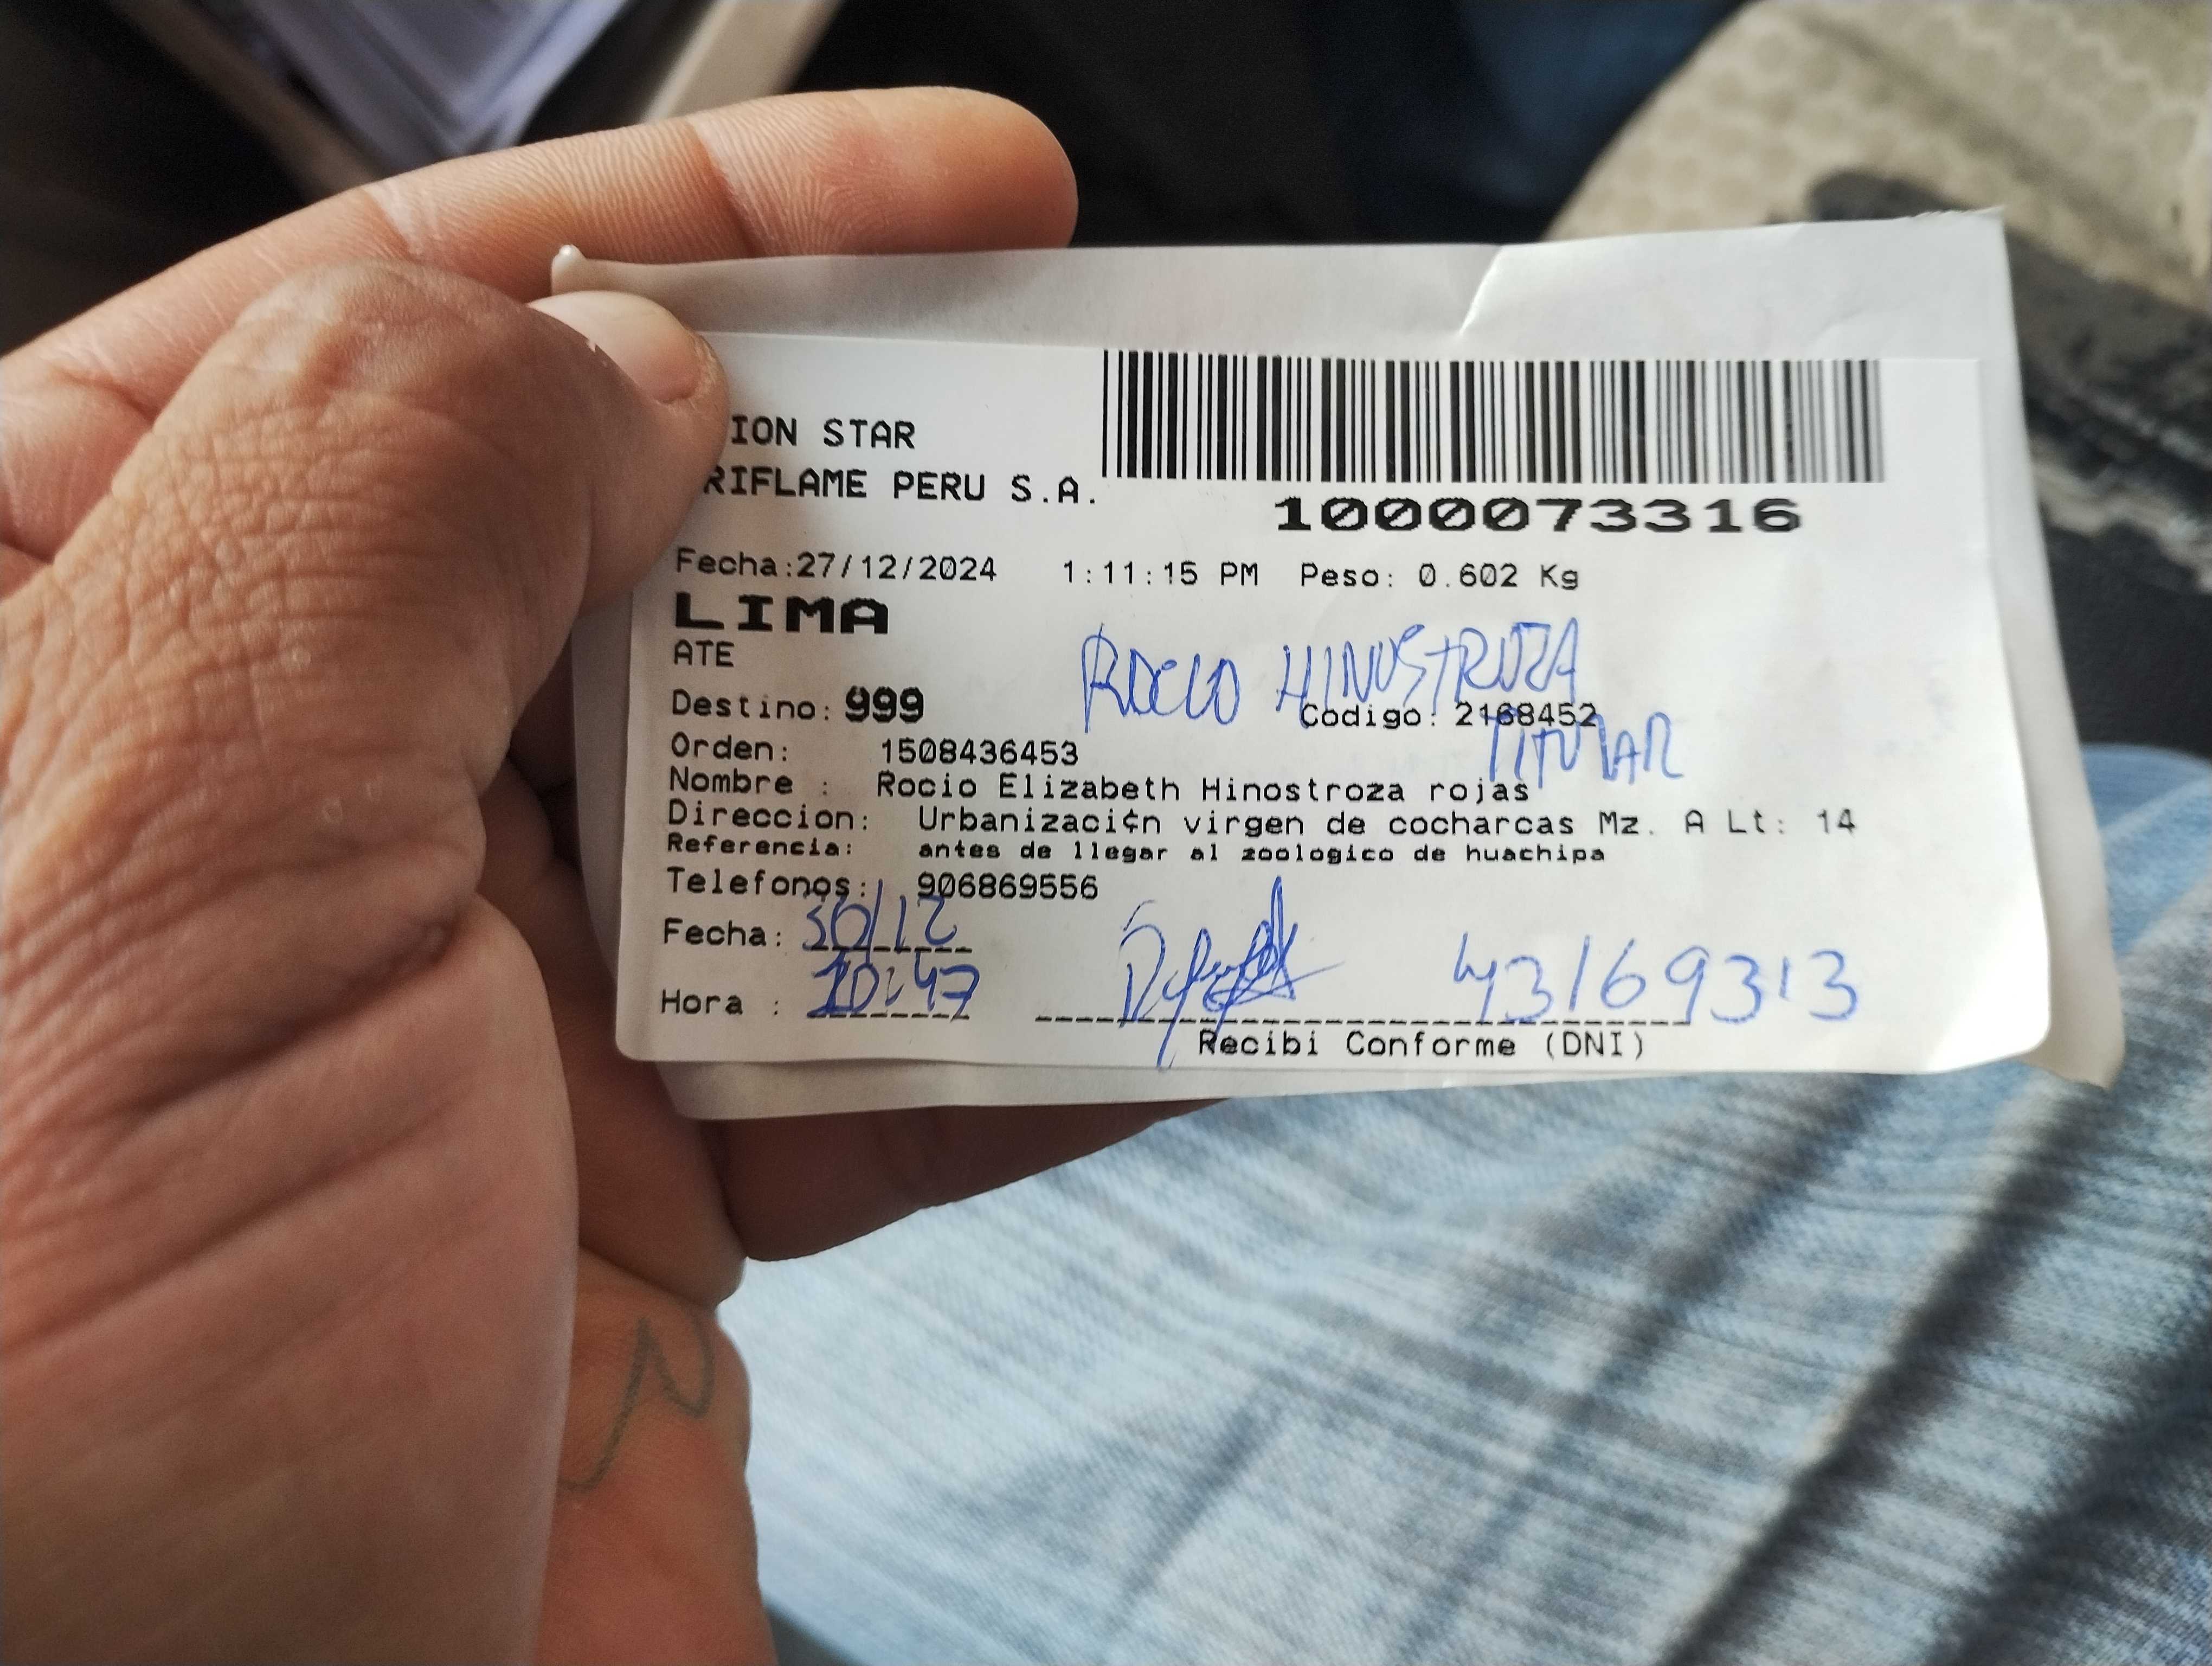 ION STAR
RIFLAME PERU S.A.
1000073316
Fecha:27/12/2024 1:11:15 PM Peso: 0.602 Kg
LIMA
ATE
ROCIO HINOSTROZA
Destino: 999 Codigo: 2168452
TITULAR
Orden: 1508436453
Nombre : Rocio Elizabeth Hinostroza rojas
Direccion: Urbanizaci¢n virgen de cocharcas Mz. A Lt: 14
Referencia: antes de llegar al zoologico de huachipa
Telefonos: 906869556
Fecha: 30/12
Hora : 10:47 43169313
Recibi Conforme (DNI)